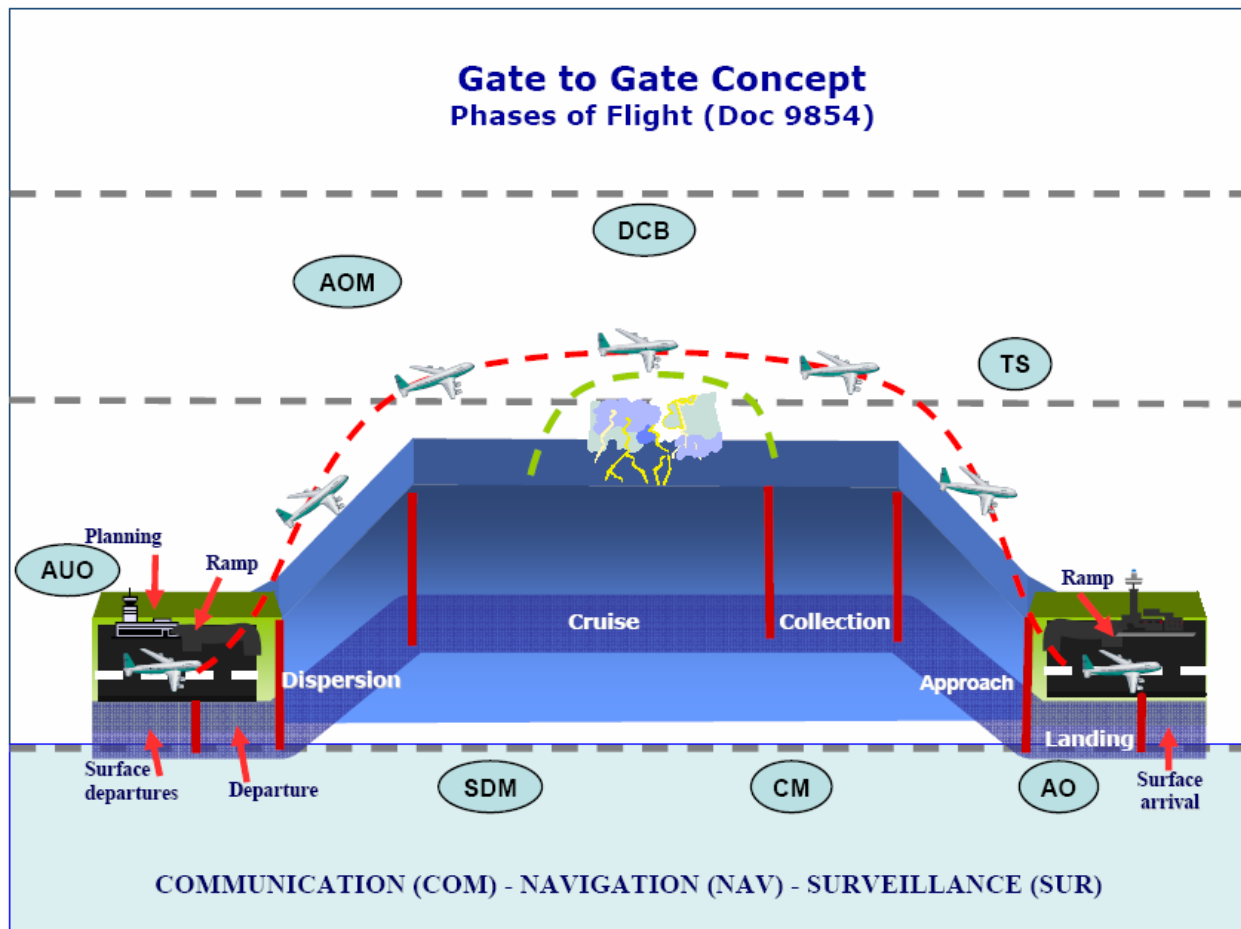 Gate to Gate Concept
Phases of Flight (Doc 9854)
DCB
AOM
TS
Planning
AUO
Ramp
Ramp
Cruise
Collection
Dispersion
Approach
Landing
Surface
departures
Departure
SDM
CM
AO
Surface
arrival
COMMUNICATION (COM) - NAVIGATION (NAV) - SURVEILLANCE (SUR)